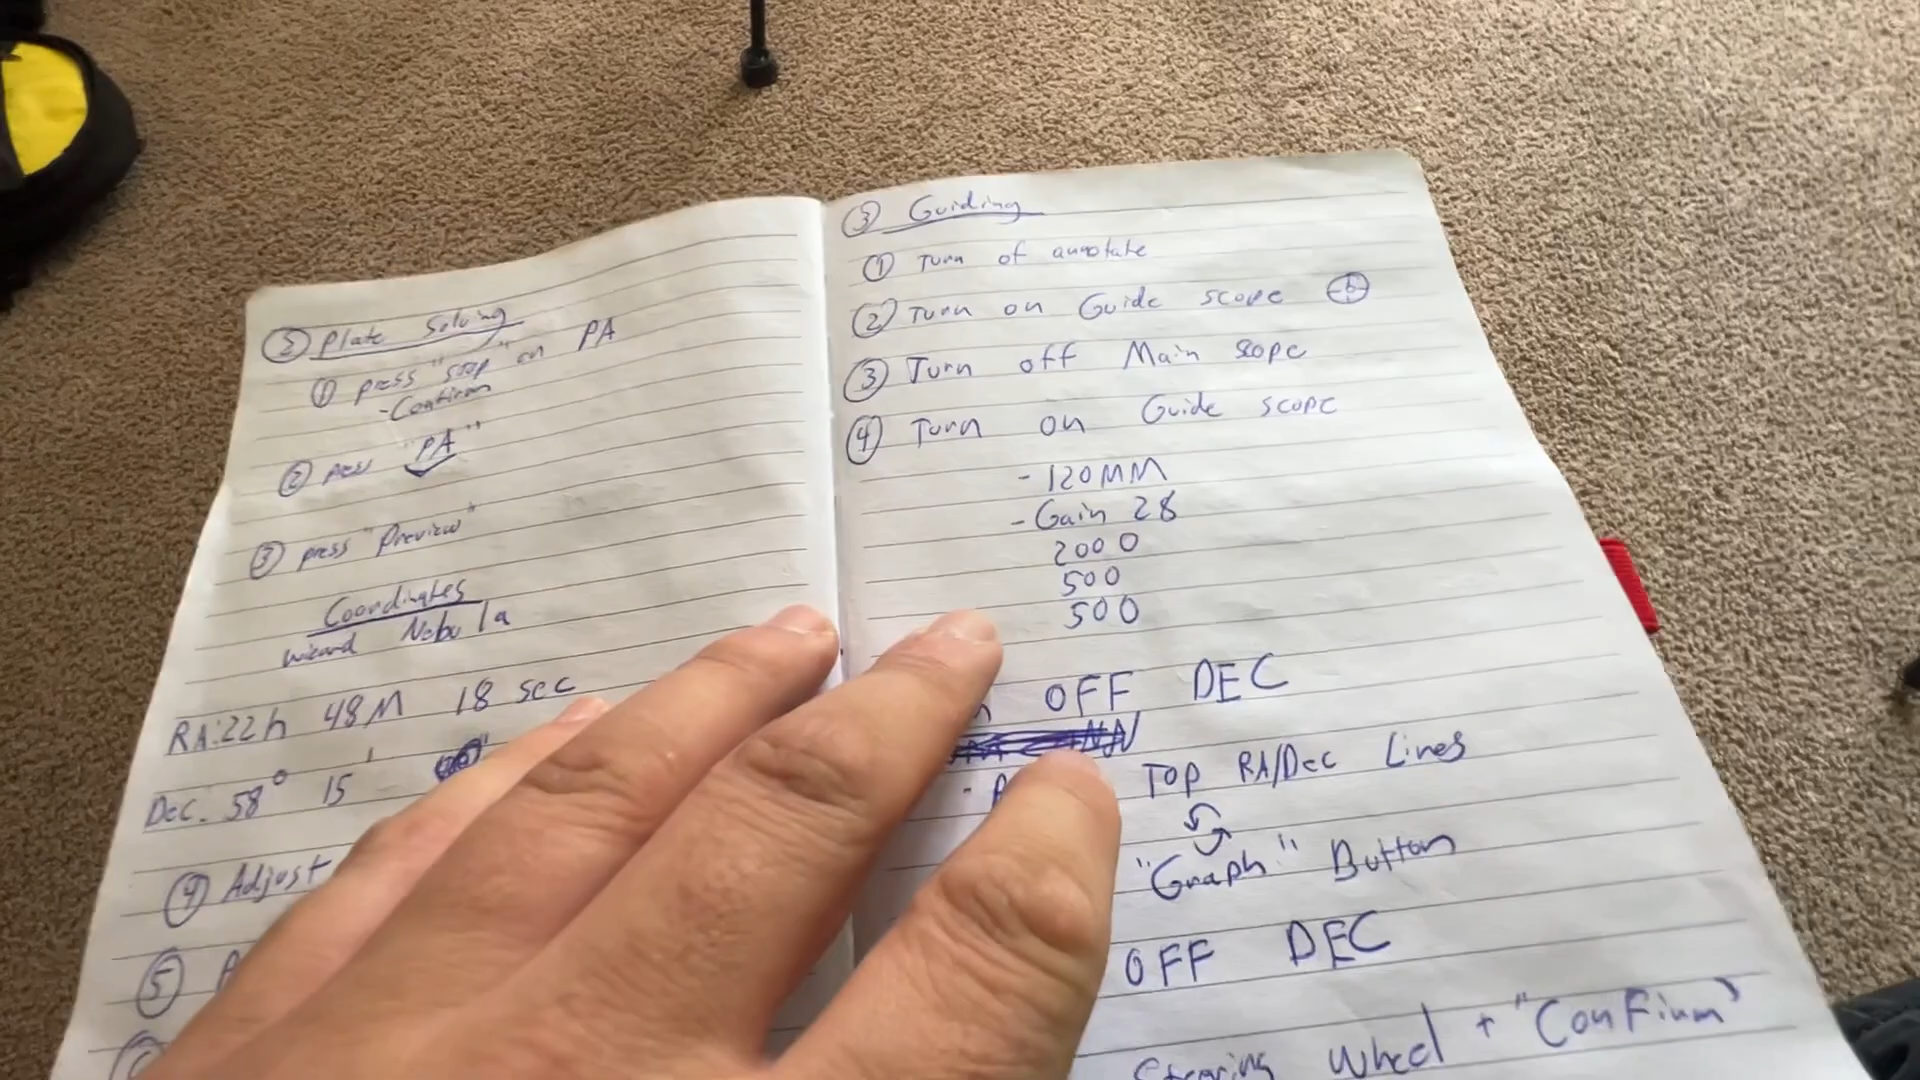 ② Plate Solving
① press "stop" on PA
- Confirm
② press "PA"
③ press "Preview"
Coordinates
Wizard Nebula
RA: 22h 48M 18 sec
Dec. 58° 15'
④ Adjust
⑤
③ Guiding
① Turn of annotate
② Turn on Guide scope
③ Turn off Main scope
④ Turn on Guide scope
- 120MM
- Gain 28
2000
500
500
OFF DEC
Top RA/Dec Lines
"Graph" Button
OFF DEC
Steering Wheel + "Confirm"